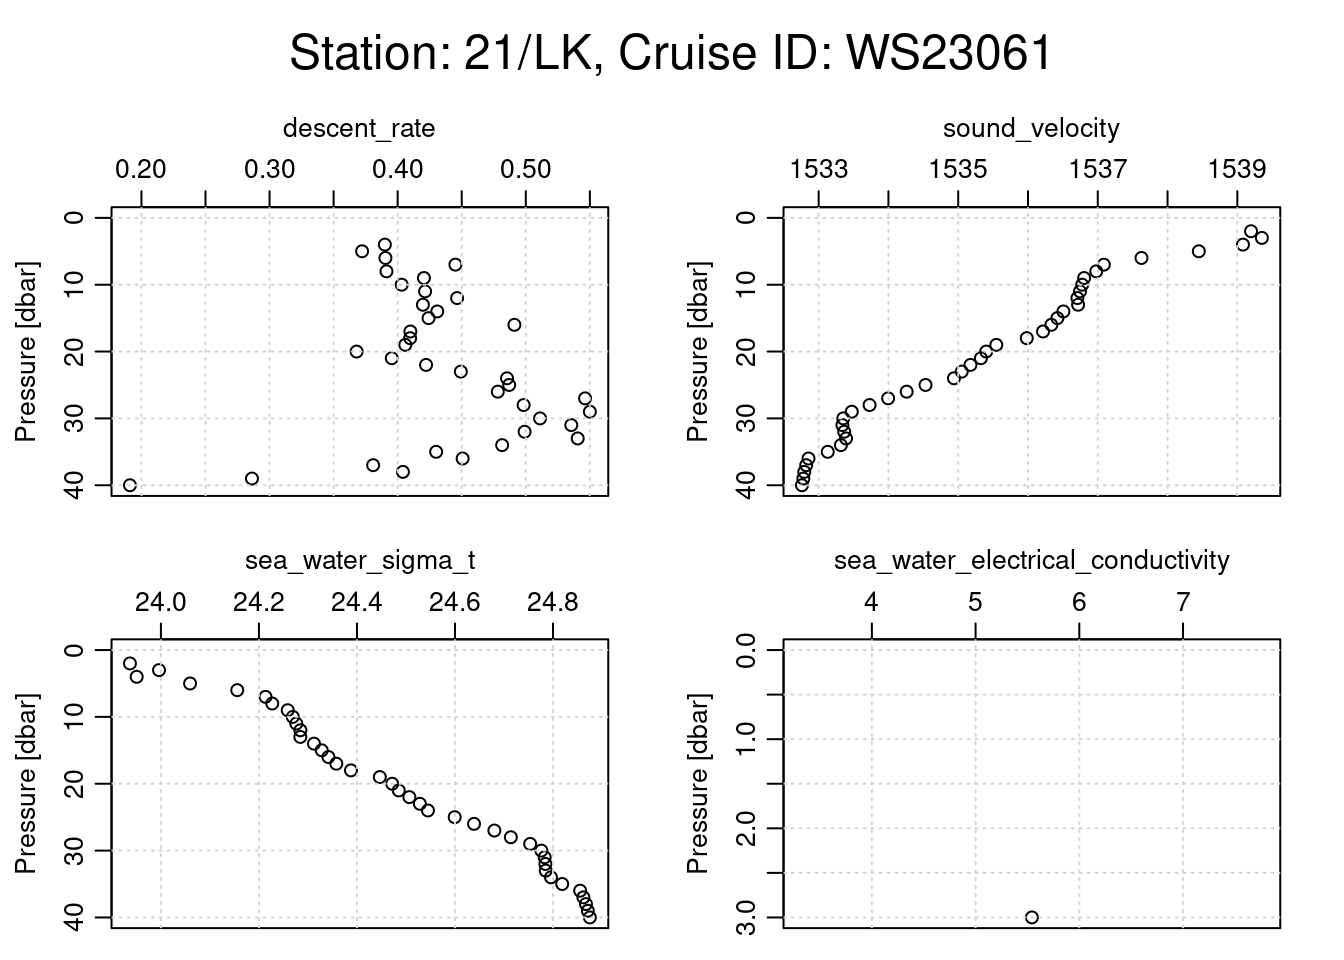 Station: 21/LK, Cruise ID: WS23061
descent_rate
0.20 0.30 0.40 0.50
Pressure [dbar]
0
10
20
30
40
sound_velocity
1533 1535 1537 1539
Pressure [dbar]
0
10
20
30
40
sea_water_sigma_t
24.0 24.2 24.4 24.6 24.8
Pressure [dbar]
0
10
20
30
40
sea_water_electrical_conductivity
4 5 6 7
Pressure [dbar]
0.0
1.0
2.0
3.0